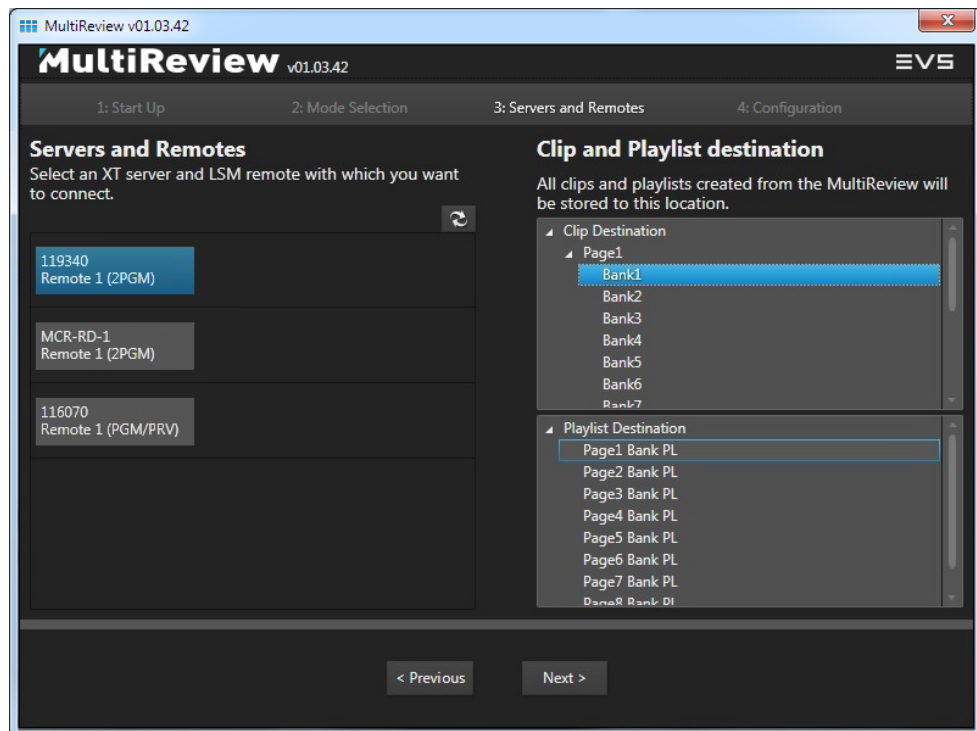 MultiReview v01.03.42
MultiReview v01.03.42
EVS
1: Start Up
2: Mode Selection
3: Servers and Remotes
4: Configuration
Servers and Remotes
Select an XT server and LSM remote with which you want
to connect.
119340
Remote 1 (2PGM)
MCR-RD-1
Remote 1 (2PGM)
116070
Remote 1 (PGM/PRV)
Clip and Playlist destination
All clips and playlists created from the MultiReview will
be stored to this location.
Clip Destination
Page1
Bank1
Bank2
Bank3
Bank4
Bank5
Bank6
Bank7
Playlist Destination
Page1 Bank PL
Page2 Bank PL
Page3 Bank PL
Page4 Bank PL
Page5 Bank PL
Page6 Bank PL
Page7 Bank PL
Page8 Bank PL
< Previous
Next >